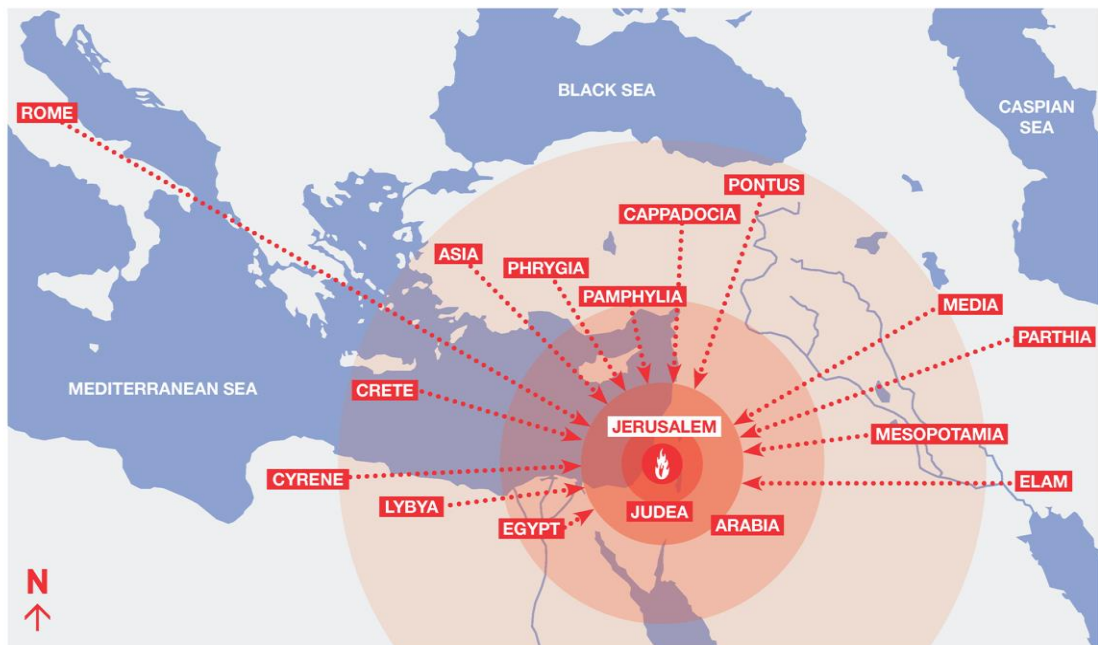 BLACK SEA
CASPIAN
SEA
ROME
PONTUS
CAPPADOCIA
ASIA
PHRYGIA
PAMPHYLIA
MEDIA
PARTHIA
MEDITERRANEAN SEA
CRETE
JERUSALEM
MESOPOTAMIA
CYRENE
ELAM
LYBYA
JUDEA
ARABIA
EGYPT
N